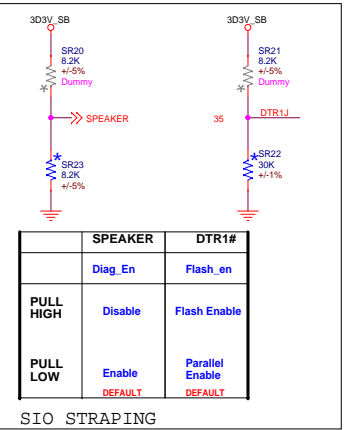 3D3V_SB
3D3V_SB
SR20
8.2K
+/-5%
Dummy
SR21
8.2K
+/-5%
Dummy
*
*
SPEAKER
35
DTR1J
*
SR23
8.2K
+/-5%
*
SR22
30K
+/-1%
SPEAKER
DTR1#
Diag_En
Flash_en
PULL
HIGH
Disable
Flash Enable
PULL
LOW
Enable
Parallel
Enable
DEFAULT
DEFAULT
SIO STRAPING